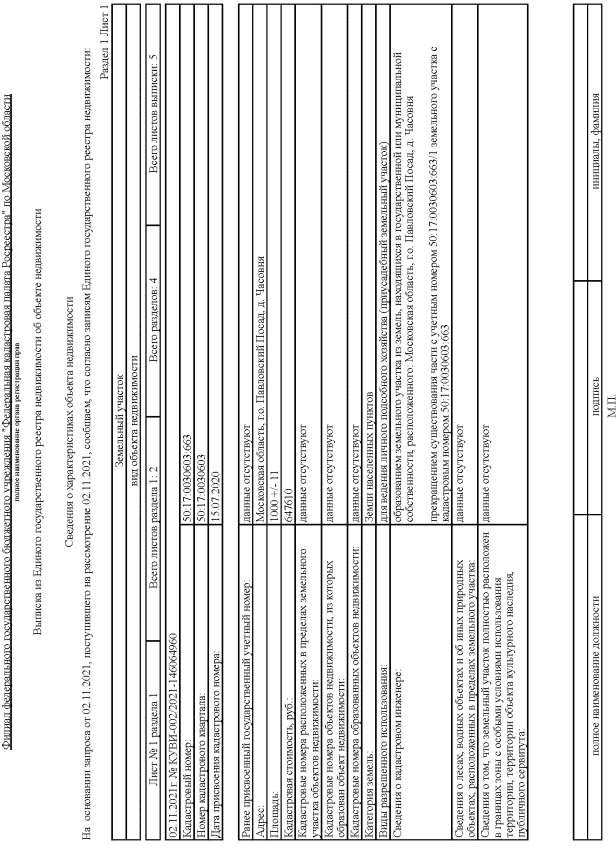 Филиал федерального государственного бюджетного учреждения "Федеральная кадастровая палата Росреестра" по Московской области
полное наименование органа регистрации прав
Выписка из Единого государственного реестра недвижимости об объекте недвижимости
Сведения о характеристиках объекта недвижимости
На основании запроса от 02.11.2021, поступившего на рассмотрение 02.11.2021, сообщаем, что согласно записям Единого государственного реестра недвижимости:
Раздел 1 Лист 1
Земельный участок
вид объекта недвижимости
Лист № 1 раздела 1
Всего листов раздела 1: 2
Всего разделов: 4
Всего листов выписки: 5
02.11.2021г. № КУВИ-002/2021-146064960
Кадастровый номер:
50:17:0030603:663
Номер кадастрового квартала:
50:17:0030603
Дата присвоения кадастрового номера:
15.07.2020
Ранее присвоенный государственный учетный номер:
данные отсутствуют
Адрес:
Московская область, г.о. Павловский Посад, д. Часовня
Площадь:
1000 +/- 11
Кадастровая стоимость, руб.:
647610
Кадастровые номера расположенных в пределах земельного
участка объектов недвижимости:
данные отсутствуют
Кадастровые номера объектов недвижимости, из которых
образован объект недвижимости:
данные отсутствуют
Кадастровые номера образованных объектов недвижимости:
данные отсутствуют
Категория земель:
Земли населенных пунктов
Виды разрешенного использования:
для ведения личного подсобного хозяйства (приусадебный земельный участок)
Сведения о кадастровом инженере:
образованием земельного участка из земель, находящихся в государственной или муниципальной
собственности, расположенного: Московская область, г.о. Павловский Посад, д. Часовня
прекращением существования части с учетным номером 50:17:0030603:663/1 земельного участка с
кадастровым номером 50:17:0030603:663
Сведения о лесах, водных объектах и об иных природных
объектах, расположенных в пределах земельного участка:
данные отсутствуют
Сведения о том, что земельный участок полностью расположен
в границах зоны с особыми условиями использования
территории, территории объекта культурного наследия,
публичного сервитута:
данные отсутствуют
полное наименование должности
подпись
инициалы, фамилия
М.П.